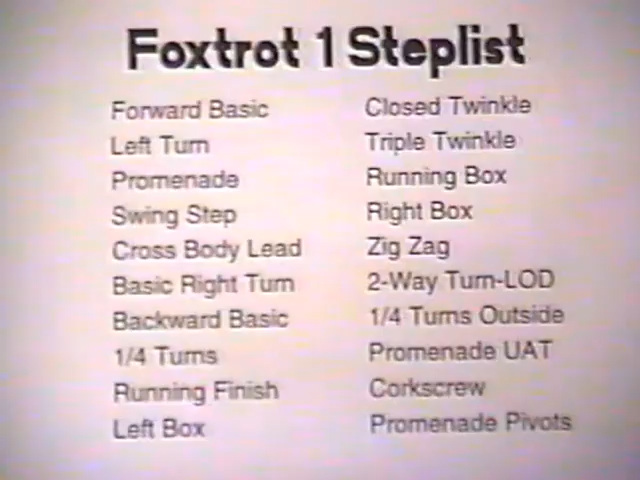 Foxtrot 1 Steplist
Forward Basic
Left Turn
Promenade
Swing Step
Cross Body Lead
Basic Right Turn
Backward Basic
1/4 Turns
Running Finish
Left Box
Closed Twinkle
Triple Twinkle
Running Box
Right Box
Zig Zag
2-Way Turn-LOD
1/4 Turns Outside
Promenade UAT
Corkscrew
Promenade Pivots